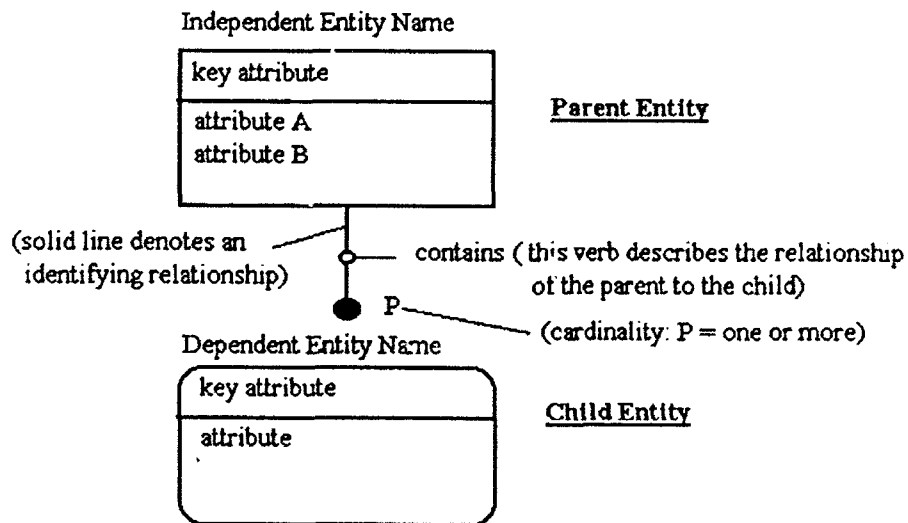 Independent Entity Name
key attribute
attribute A
attribute B
Parent Entity
(solid line denotes an
identifying relationship)
contains (this verb describes the relationship
of the parent to the child)
P
(cardinality: P = one or more)
Dependent Entity Name
key attribute
attribute
Child Entity